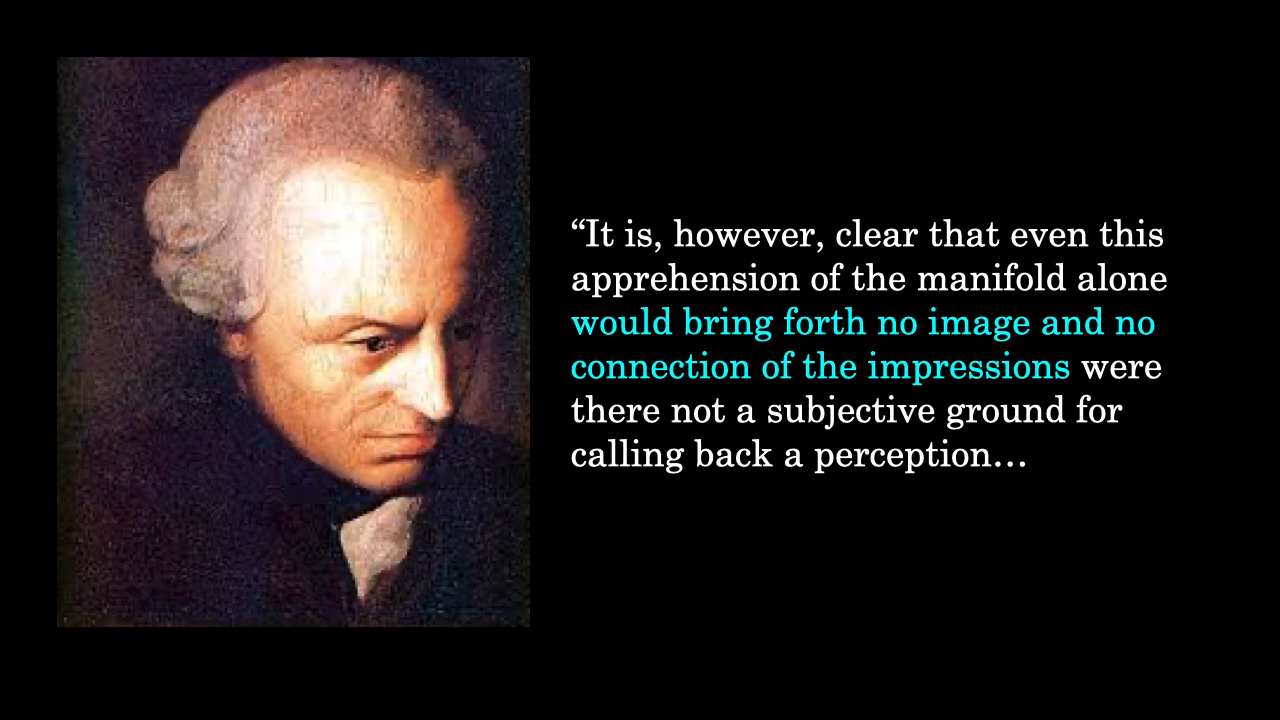 “It is, however, clear that even this
apprehension of the manifold alone
would bring forth no image and no
connection of the impressions were
there not a subjective ground for
calling back a perception…